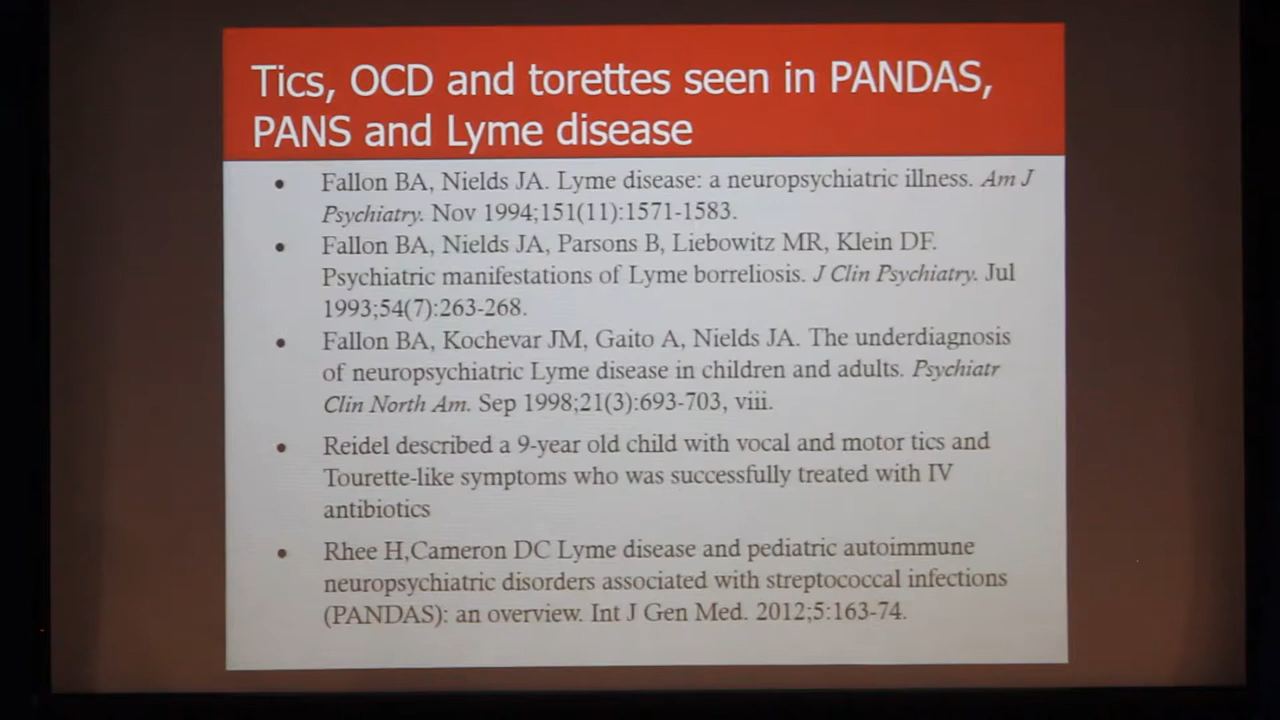 Tics, OCD and torettes seen in PANDAS,
PANS and Lyme disease
• Fallon BA, Nields JA. Lyme disease: a neuropsychiatric illness. Am J
Psychiatry. Nov 1994;151(11):1571-1583.
• Fallon BA, Nields JA, Parsons B, Liebowitz MR, Klein DF.
Psychiatric manifestations of Lyme borreliosis. J Clin Psychiatry. Jul
1993;54(7):263-268.
• Fallon BA, Kochevar JM, Gaito A, Nields JA. The underdiagnosis
of neuropsychiatric Lyme disease in children and adults. Psychiatr
Clin North Am. Sep 1998;21(3):693-703, viii.
• Reidel described a 9-year old child with vocal and motor tics and
Tourette-like symptoms who was successfully treated with IV
antibiotics
• Rhee H,Cameron DC Lyme disease and pediatric autoimmune
neuropsychiatric disorders associated with streptococcal infections
(PANDAS): an overview. Int J Gen Med. 2012;5:163-74.